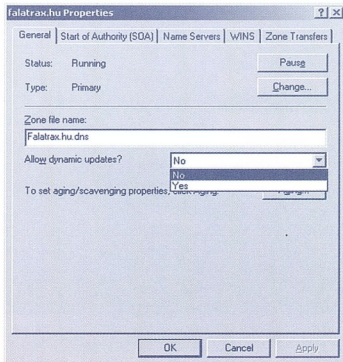 falatrax.hu Properties
General
Start of Authority (SOA)
Name Servers
WINS
Zone Transfers
Status:
Running
Pause
Type:
Primary
Change...
Zone file name:
Falatrax.hu.dns
Allow dynamic updates?
No
No
Yes
To set aging/scavenging properties, click Aging.
OK
Cancel
Apply